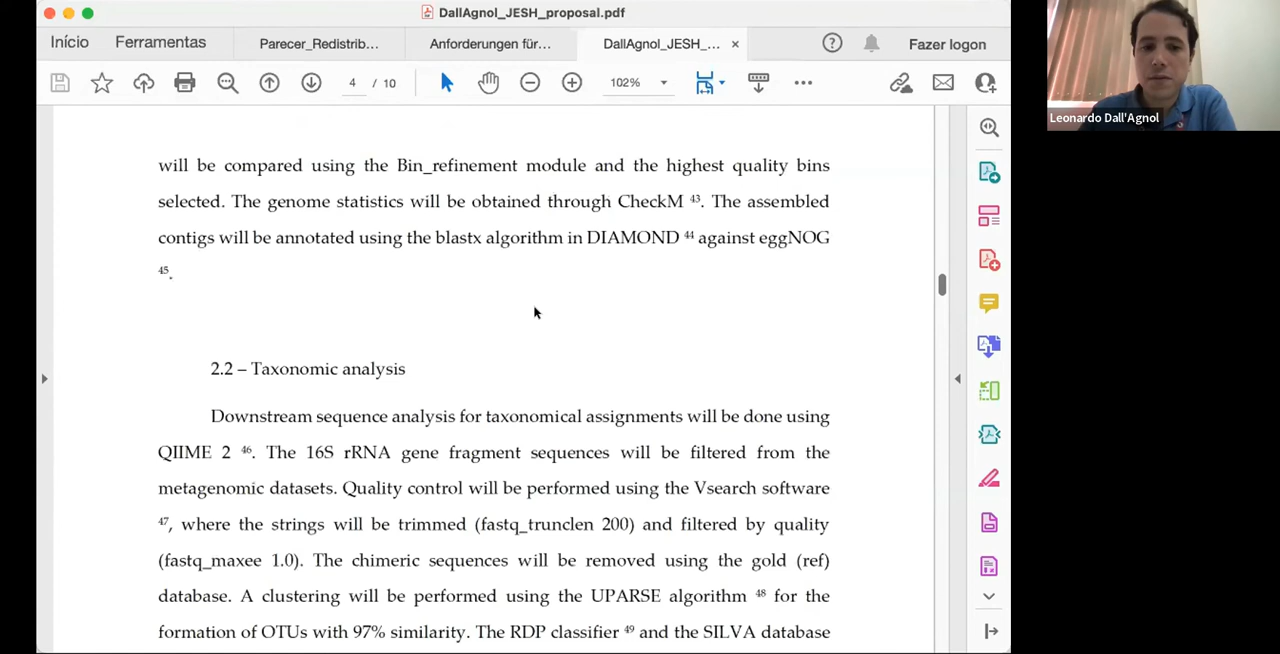 DallAgnol_JESH_proposal.pdf
Início Ferramentas Parecer_Redistrib... Anforderungen für... DallAgnol_JESH_... × Fazer logon
4 / 10 102%
Leonardo Dall'Agnol
will be compared using the Bin_refinement module and the highest quality bins
selected. The genome statistics will be obtained through CheckM 43. The assembled
contigs will be annotated using the blastx algorithm in DIAMOND 44 against eggNOG
45.
2.2 – Taxonomic analysis
Downstream sequence analysis for taxonomical assignments will be done using
QIIME 2 46. The 16S rRNA gene fragment sequences will be filtered from the
metagenomic datasets. Quality control will be performed using the Vsearch software
47, where the strings will be trimmed (fastq_trunclen 200) and filtered by quality
(fastq_maxee 1.0). The chimeric sequences will be removed using the gold (ref)
database. A clustering will be performed using the UPARSE algorithm 48 for the
formation of OTUs with 97% similarity. The RDP classifier 49 and the SILVA database